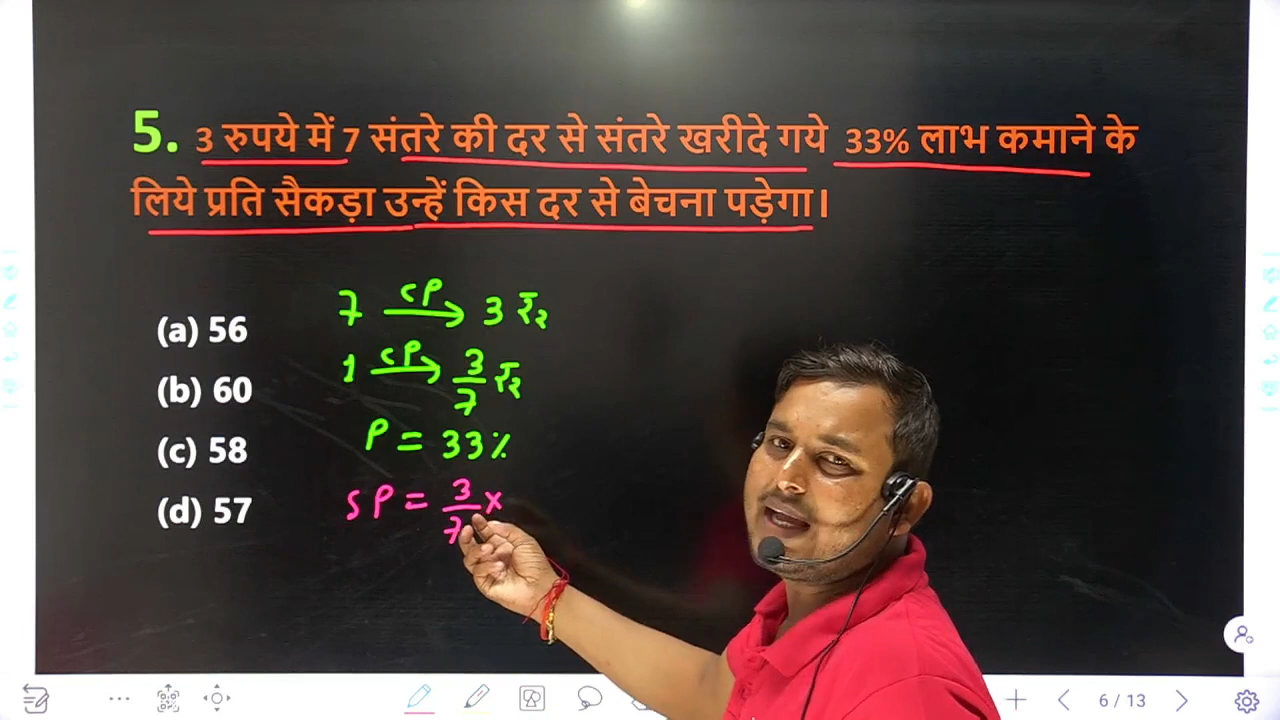 5. 3 रुपये में 7 संतरे की दर से संतरे खरीदे गये 33% लाभ कमाने के
लिये प्रति सैकड़ा उन्हें किस दर से बेचना पड़ेगा।
(a) 56
(b) 60
(c) 58
(d) 57
7 CP→ 3 रु
1 CP→ 3/7 रु
P = 33%
SP = 3/7 ×
6 / 13